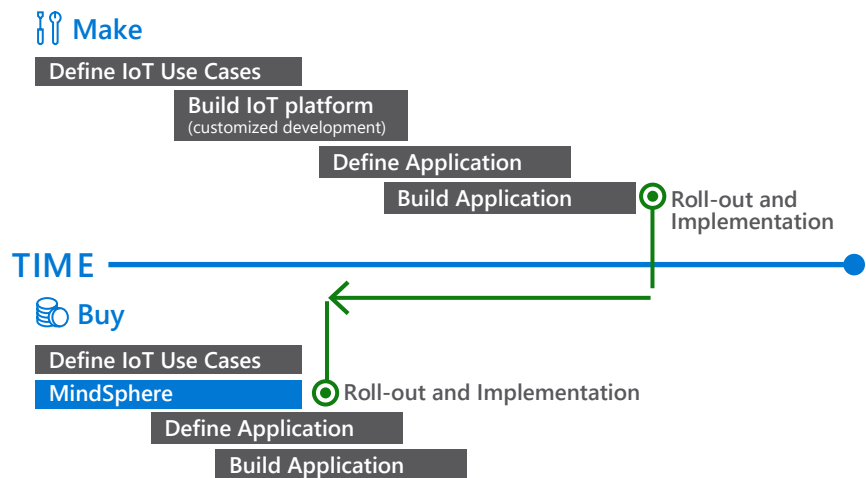 Make
Define IoT Use Cases
Build IoT platform
(customized development)
Define Application
Build Application
Roll-out and
Implementation
TIME
Buy
Define IoT Use Cases
MindSphere
Roll-out and Implementation
Define Application
Build Application